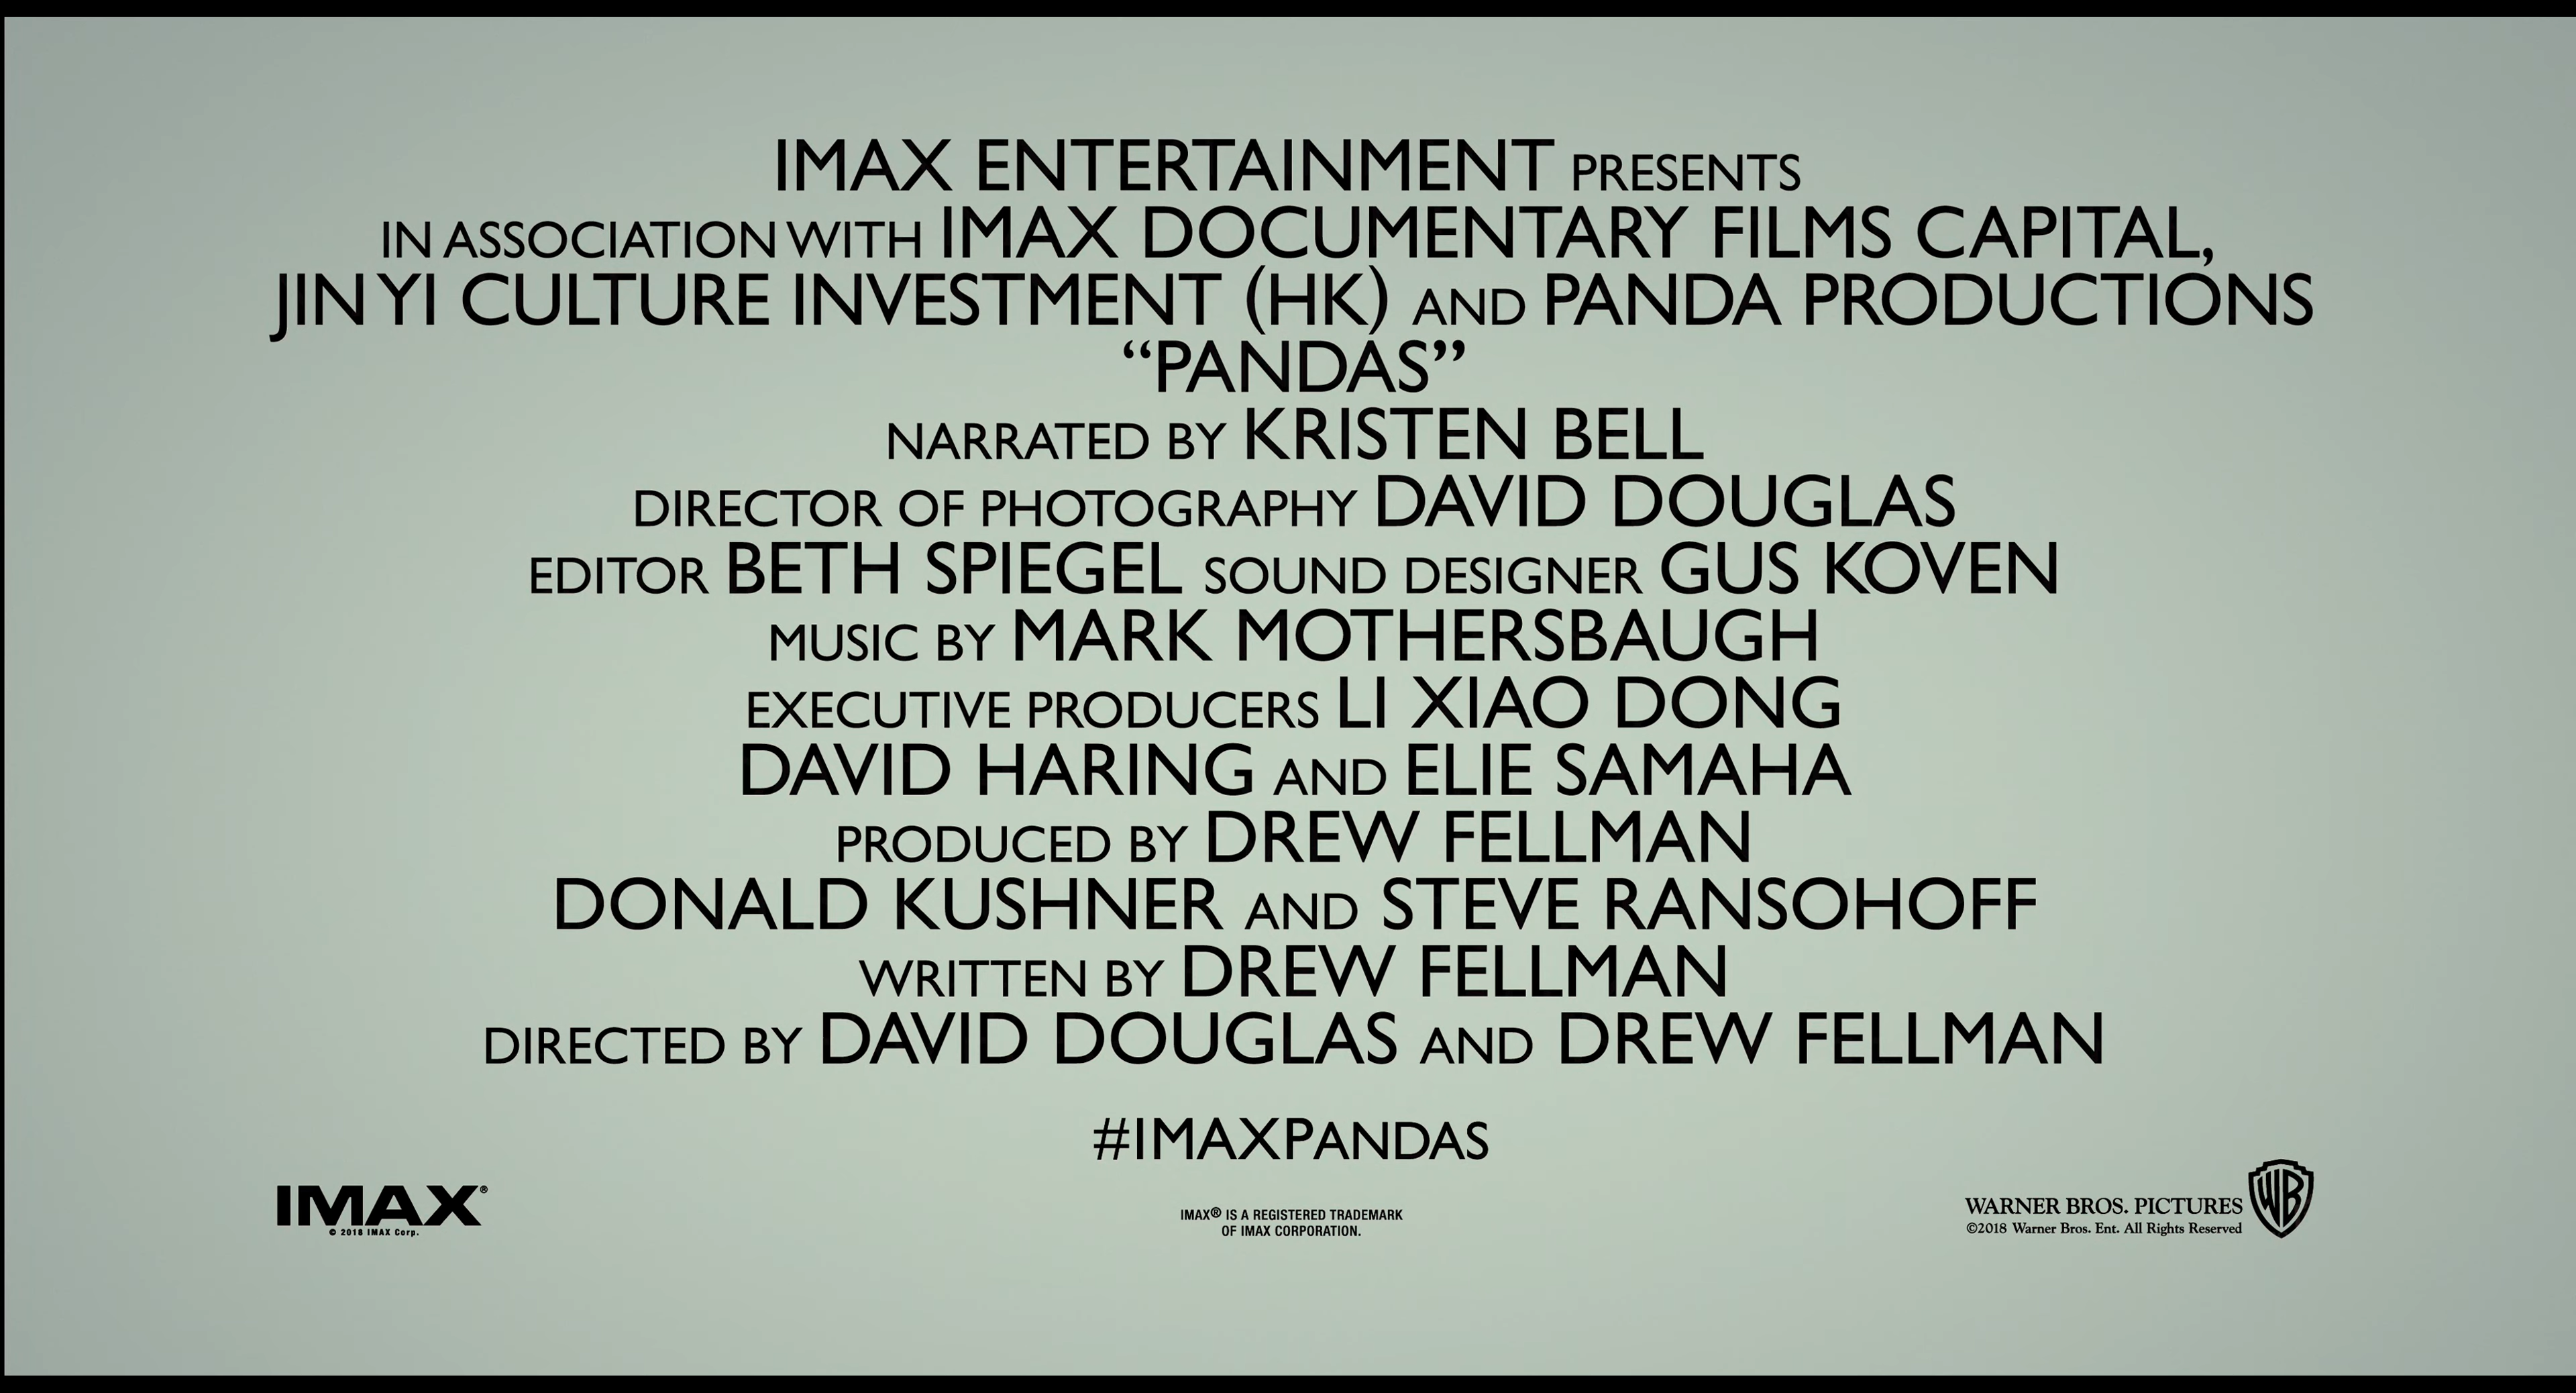 IMAX ENTERTAINMENT PRESENTS
IN ASSOCIATION WITH IMAX DOCUMENTARY FILMS CAPITAL,
JIN YI CULTURE INVESTMENT (HK) AND PANDA PRODUCTIONS
“PANDAS”
NARRATED BY KRISTEN BELL
DIRECTOR OF PHOTOGRAPHY DAVID DOUGLAS
EDITOR BETH SPIEGEL SOUND DESIGNER GUS KOVEN
MUSIC BY MARK MOTHERSBAUGH
EXECUTIVE PRODUCERS LI XIAO DONG
DAVID HARING AND ELIE SAMAHA
PRODUCED BY DREW FELLMAN
DONALD KUSHNER AND STEVE RANSOHOFF
WRITTEN BY DREW FELLMAN
DIRECTED BY DAVID DOUGLAS AND DREW FELLMAN
#IMAXPANDAS
IMAX®
© 2018 IMAX Corp.
IMAX® IS A REGISTERED TRADEMARK
OF IMAX CORPORATION.
WARNER BROS. PICTURES
©2018 Warner Bros. Ent. All Rights Reserved
WB